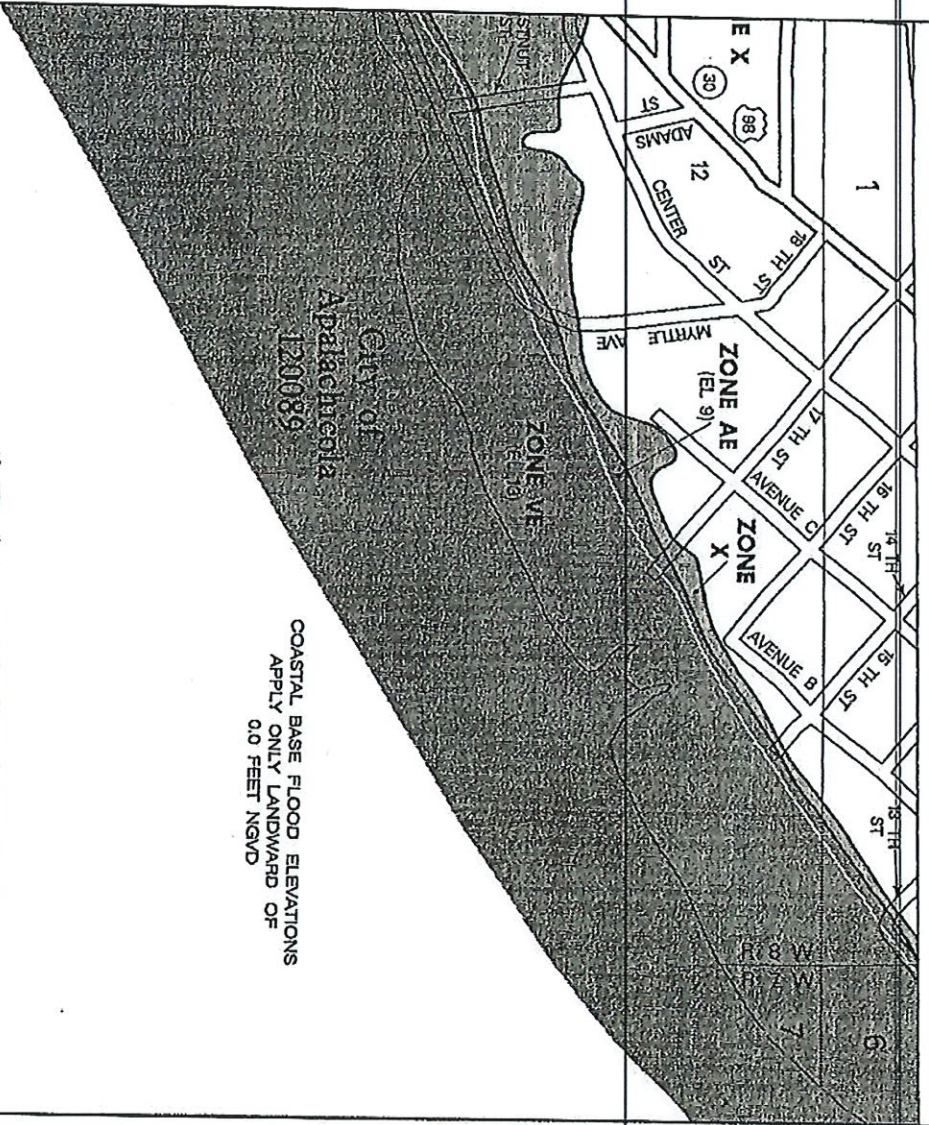 E X
30
98
1
ST
ADAMS
12
CENTER
ST
18 TH ST
MYRTLE
AVE
ZONE AE
(EL 9)
17 TH ST
AVENUE C
16 TH ST
14 TH
ST
ZONE
X
AVENUE B
15 TH ST
13 TH
ST
ZONE VE
City of
Apalachicola
120089
R 8 W
R 7 W
7
6
COASTAL BASE FLOOD ELEVATIONS
APPLY ONLY LANDWARD OF
0.0 FEET NGVD